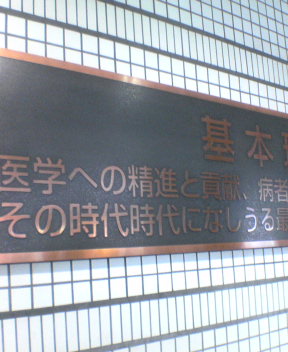 基本
医学への精進と貢献、病者
その時代時代になしうる最